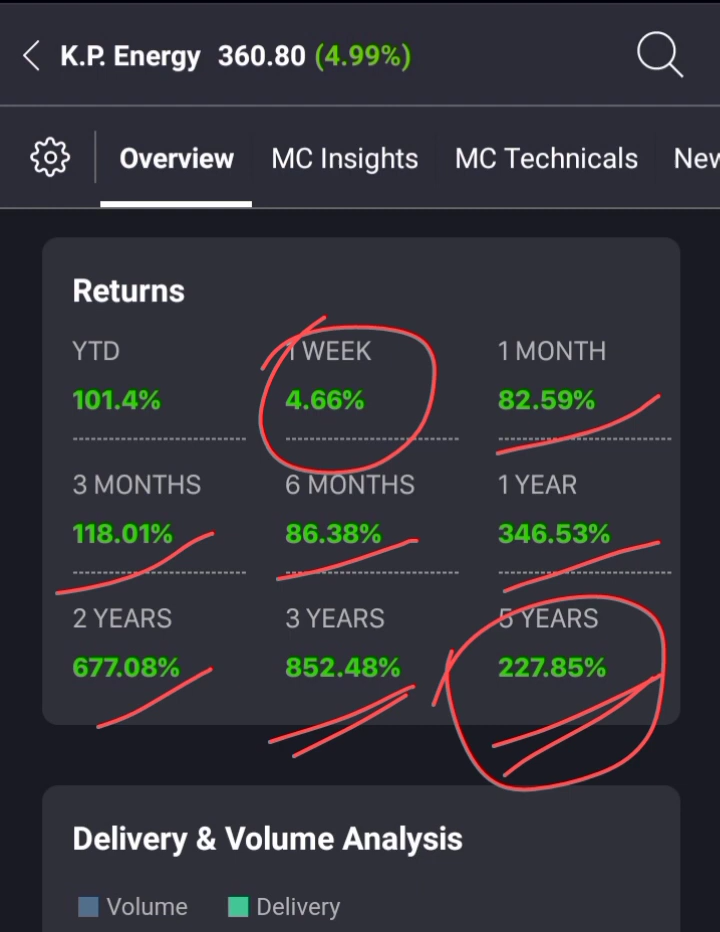 K.P. Energy 360.80 (4.99%)
Overview MC Insights MC Technicals New
Returns
YTD 1 WEEK 1 MONTH
101.4% 4.66% 82.59%
3 MONTHS 6 MONTHS 1 YEAR
118.01% 86.38% 346.53%
2 YEARS 3 YEARS 5 YEARS
677.08% 852.48% 227.85%
Delivery & Volume Analysis
Volume Delivery